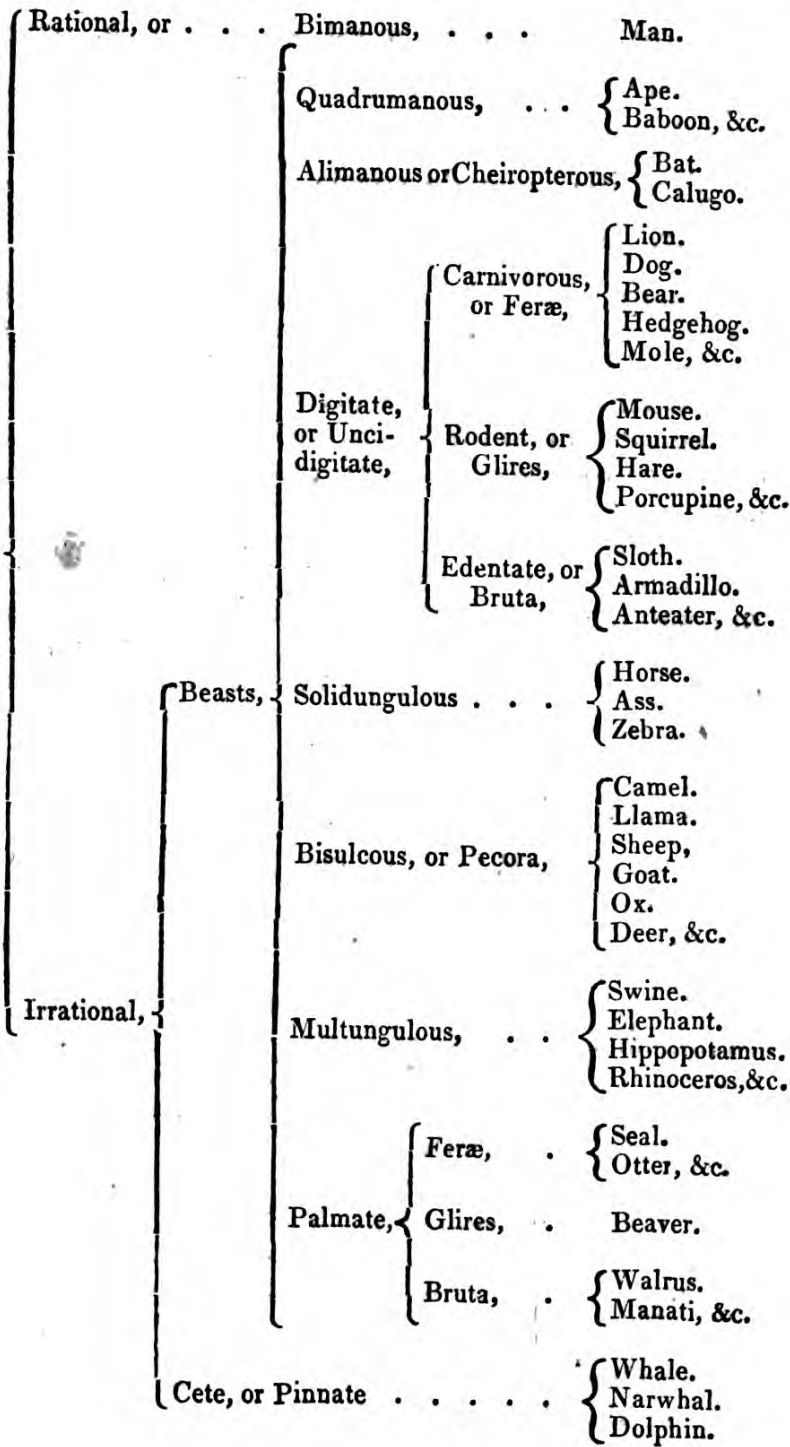 Rational, or . . . Bimanous, . . . Man.
Quadrumanous, . . . Ape.
Baboon, &c.
Alimanous or Cheiropterous, Bat.
Calugo.
Carnivorous,
or Feræ,
Lion.
Dog.
Bear.
Hedgehog.
Mole, &c.
Digitate,
or Unci-
digitate,
Rodent, or
Glires,
Mouse.
Squirrel.
Hare.
Porcupine, &c.
Edentate, or
Bruta,
Sloth.
Armadillo.
Anteater, &c.
Beasts,
Solidungulous . . .
Horse.
Ass.
Zebra.
Bisulcous, or Pecora,
Camel.
Llama.
Sheep,
Goat.
Ox.
Deer, &c.
Irrational,
Multungulous, . .
Swine.
Elephant.
Hippopotamus.
Rhinoceros, &c.
Palmate,
Feræ, .
Seal.
Otter, &c.
Glires, . Beaver.
Bruta, .
Walrus.
Manati, &c.
Cete, or Pinnate . . . . .
Whale.
Narwhal.
Dolphin.